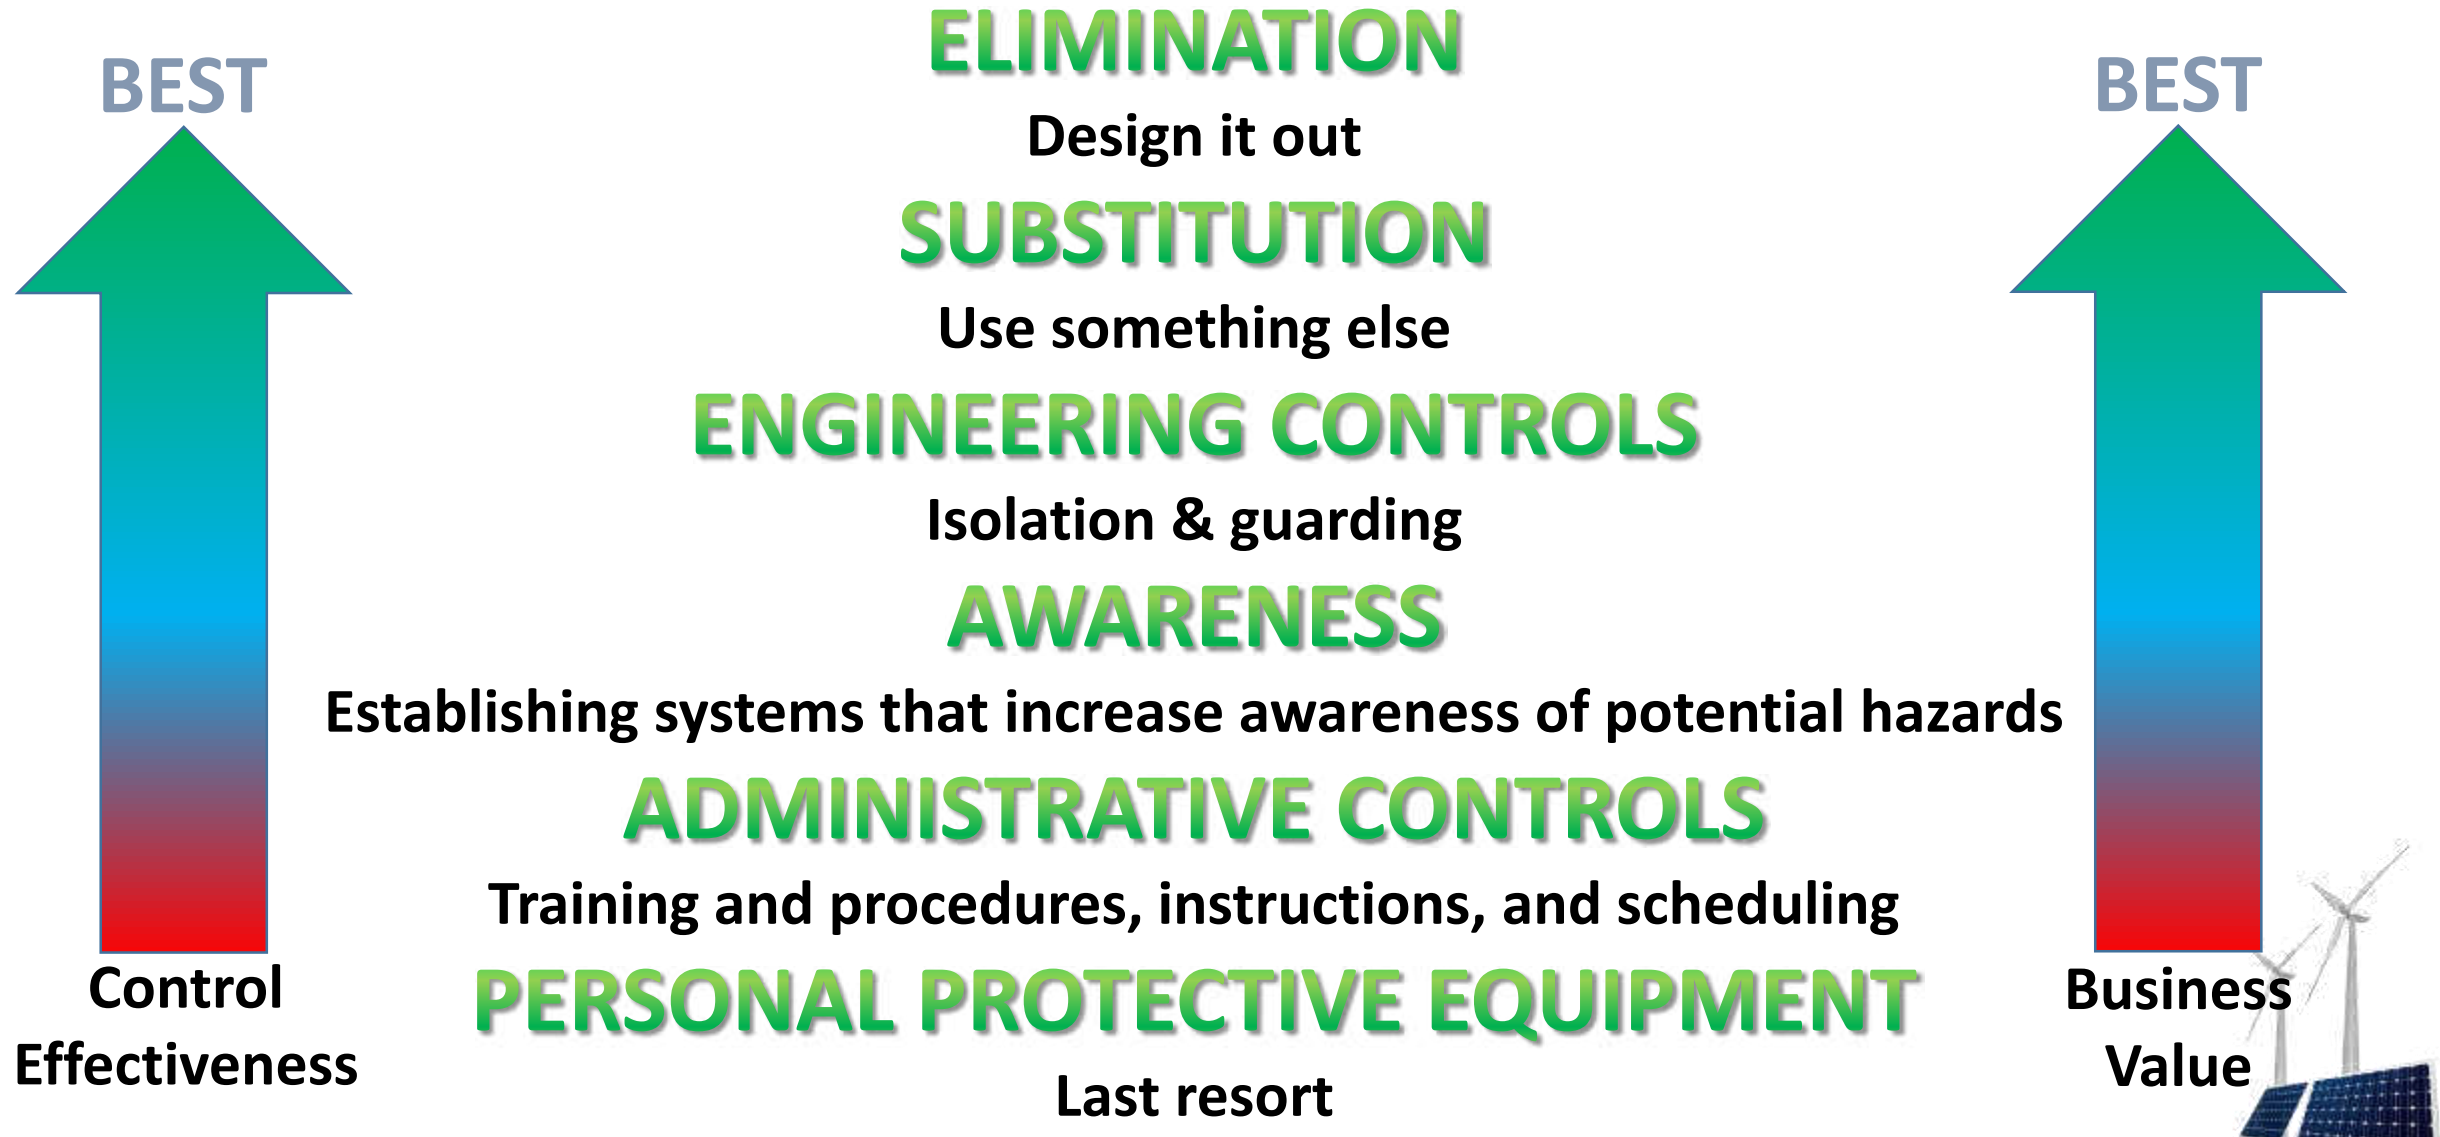 BEST
ELIMINATION
BEST
Design it out
SUBSTITUTION
Use something else
ENGINEERING CONTROLS
Isolation & guarding
AWARENESS
Establishing systems that increase awareness of potential hazards
ADMINISTRATIVE CONTROLS
Training and procedures, instructions, and scheduling
PERSONAL PROTECTIVE EQUIPMENT
Last resort
Control
Effectiveness
Business
Value